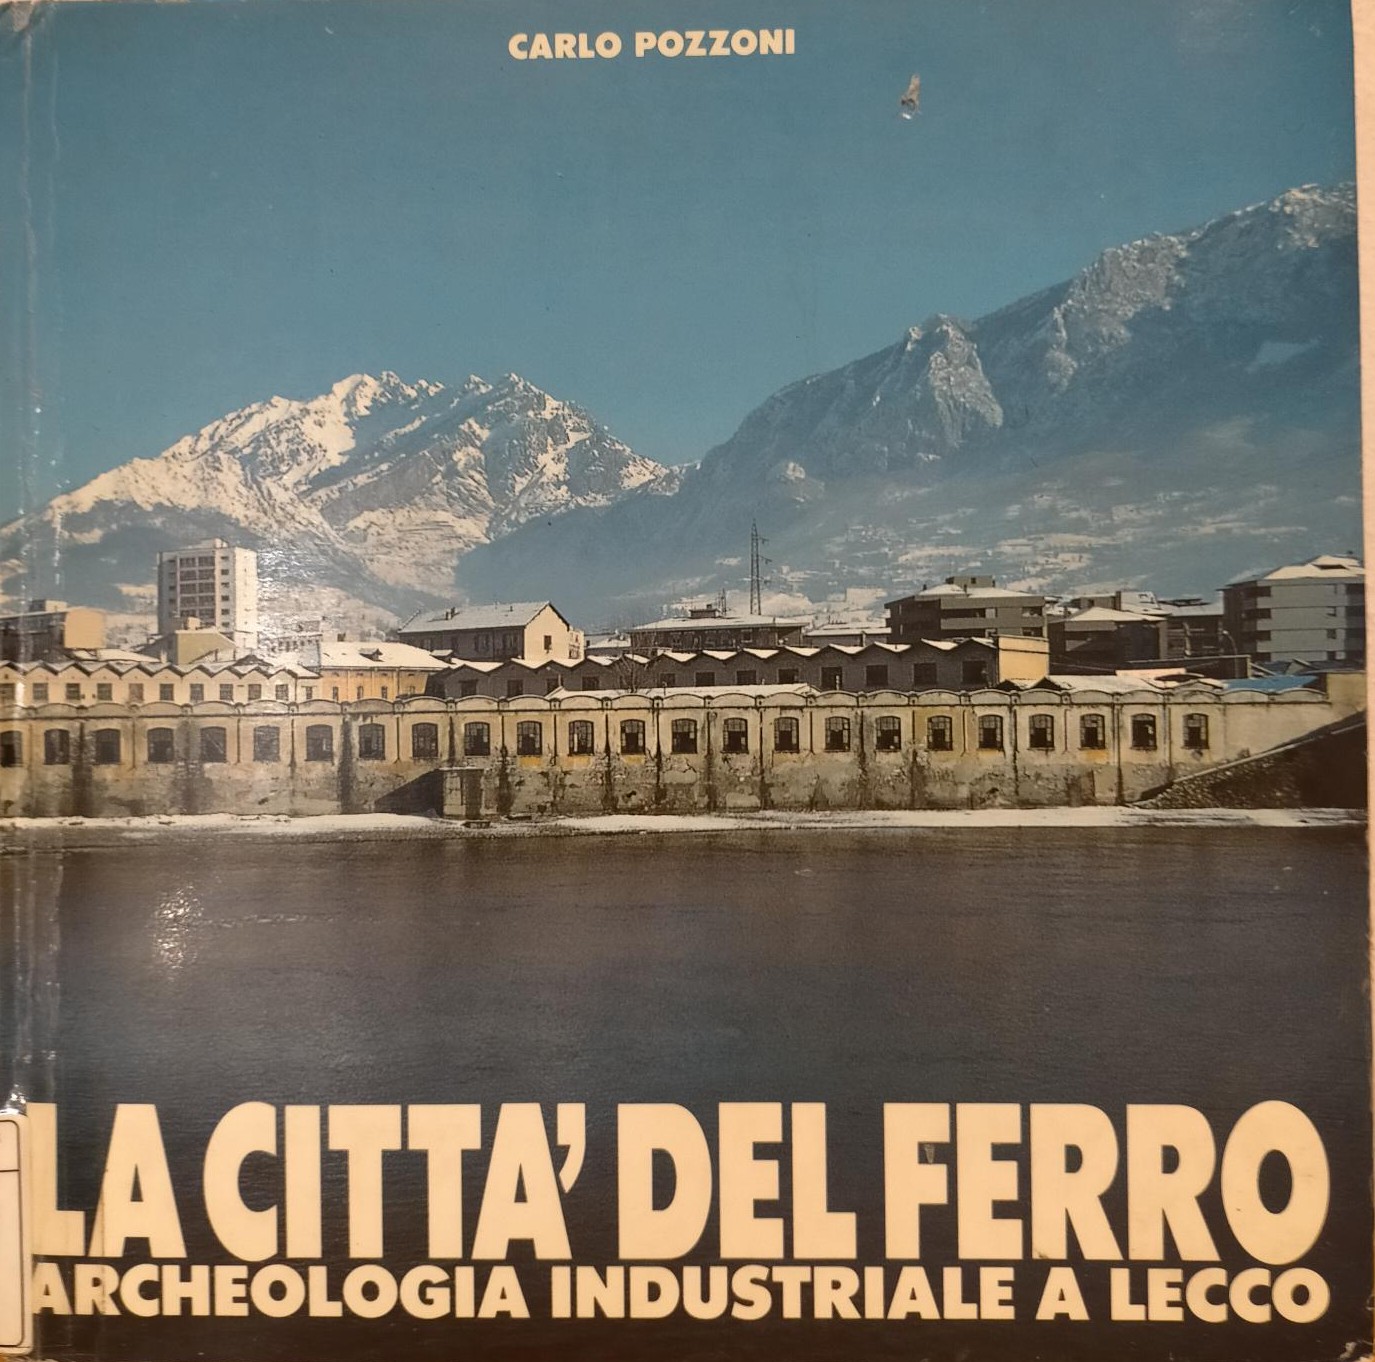 CARLO POZZONI
LA CITTA' DEL FERRO
ARCHEOLOGIA INDUSTRIALE A LECCO